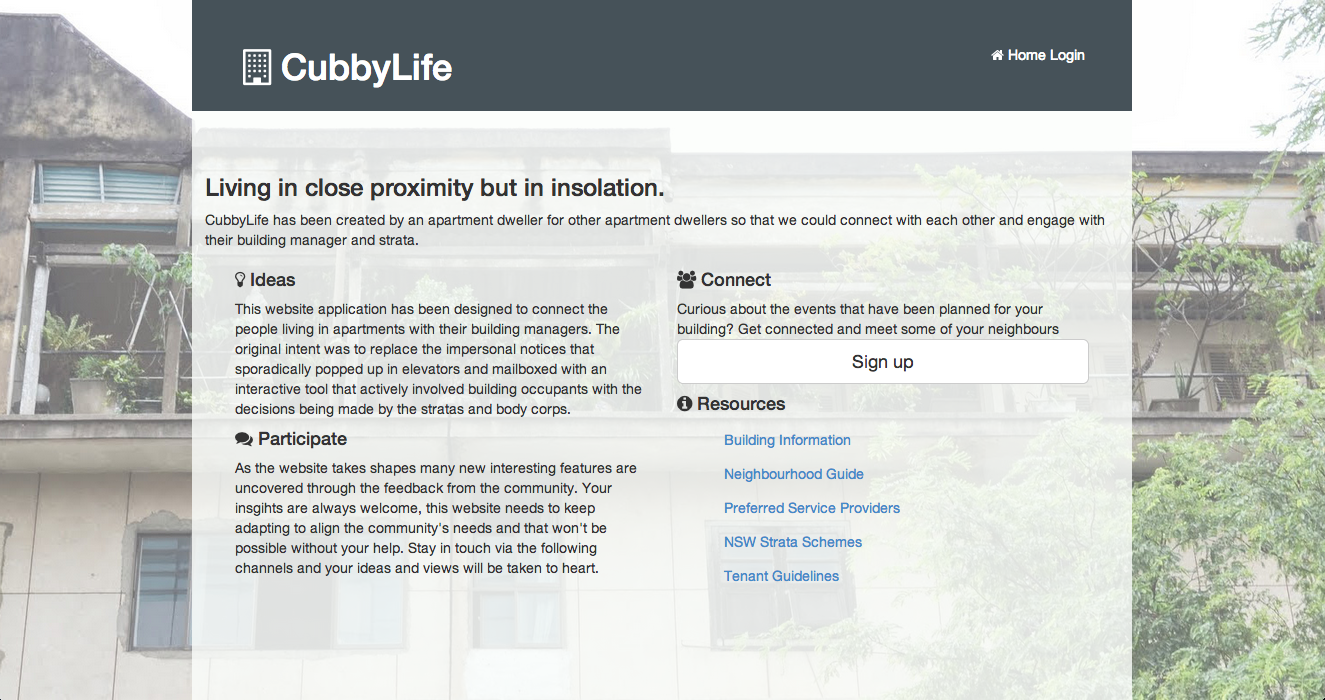 CubbyLife
Home Login
Living in close proximity but in insolation.
CubbyLife has been created by an apartment dweller for other apartment dwellers so that we could connect with each other and engage with
their building manager and strata.
Ideas
This website application has been designed to connect the
people living in apartments with their building managers. The
original intent was to replace the impersonal notices that
sporadically popped up in elevators and mailboxed with an
interactive tool that actively involved building occupants with the
decisions being made by the stratas and body corps.
Participate
As the website takes shapes many new interesting features are
uncovered through the feedback from the community. Your
insgihts are always welcome, this website needs to keep
adapting to align the community's needs and that won't be
possible without your help. Stay in touch via the following
channels and your ideas and views will be taken to heart.
Connect
Curious about the events that have been planned for your
building? Get connected and meet some of your neighbours
Sign up
Resources
Building Information
Neighbourhood Guide
Preferred Service Providers
NSW Strata Schemes
Tenant Guidelines